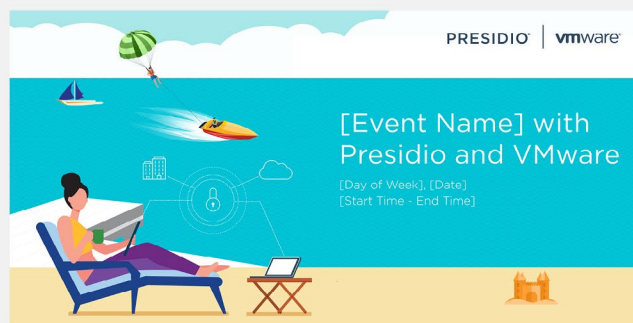 PRESIDIO vmware
[Event Name] with
Presidio and VMware
[Day of Week], [Date]
[Start Time - End Time]